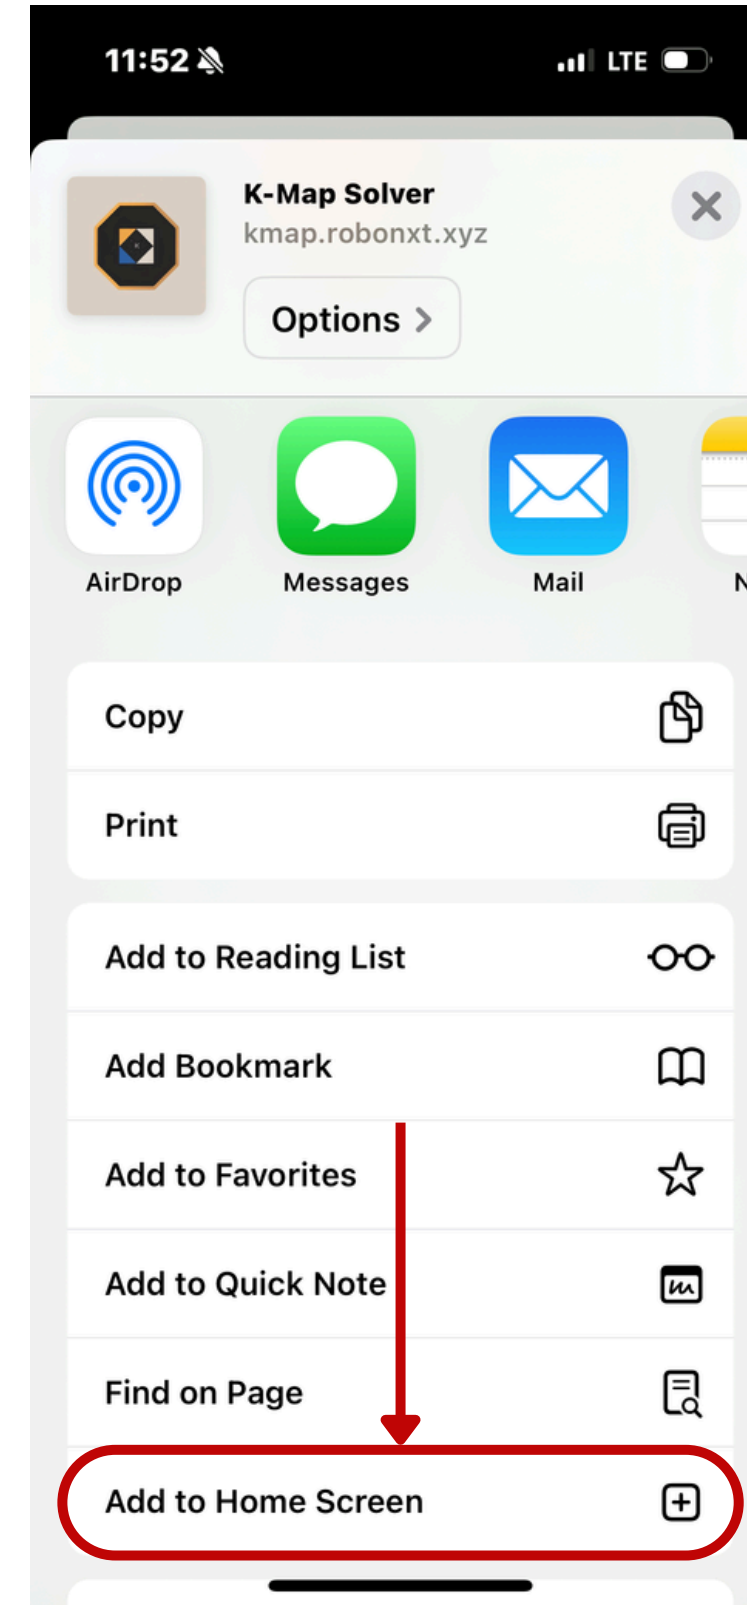 11:52
LTE
K-Map Solver
kmap.robonxt.xyz
Options
AirDrop
Messages
Mail
N
Copy
Print
Add to Reading List
Add Bookmark
Add to Favorites
Add to Quick Note
Find on Page
Add to Home Screen